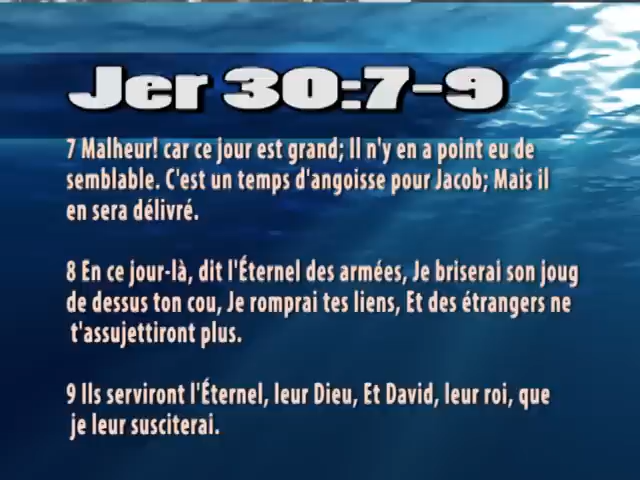 Jer 30:7-9
7 Malheur! car ce jour est grand; Il n'y en a point eu de
semblable. C'est un temps d'angoisse pour Jacob; Mais il
en sera délivré.
8 En ce jour-là, dit l'Éternel des armées, Je briserai son joug
de dessus ton cou, Je romprai tes liens, Et des étrangers ne
t'assujettiront plus.
9 Ils serviront l'Éternel, leur Dieu, Et David, leur roi, que
je leur susciterai.